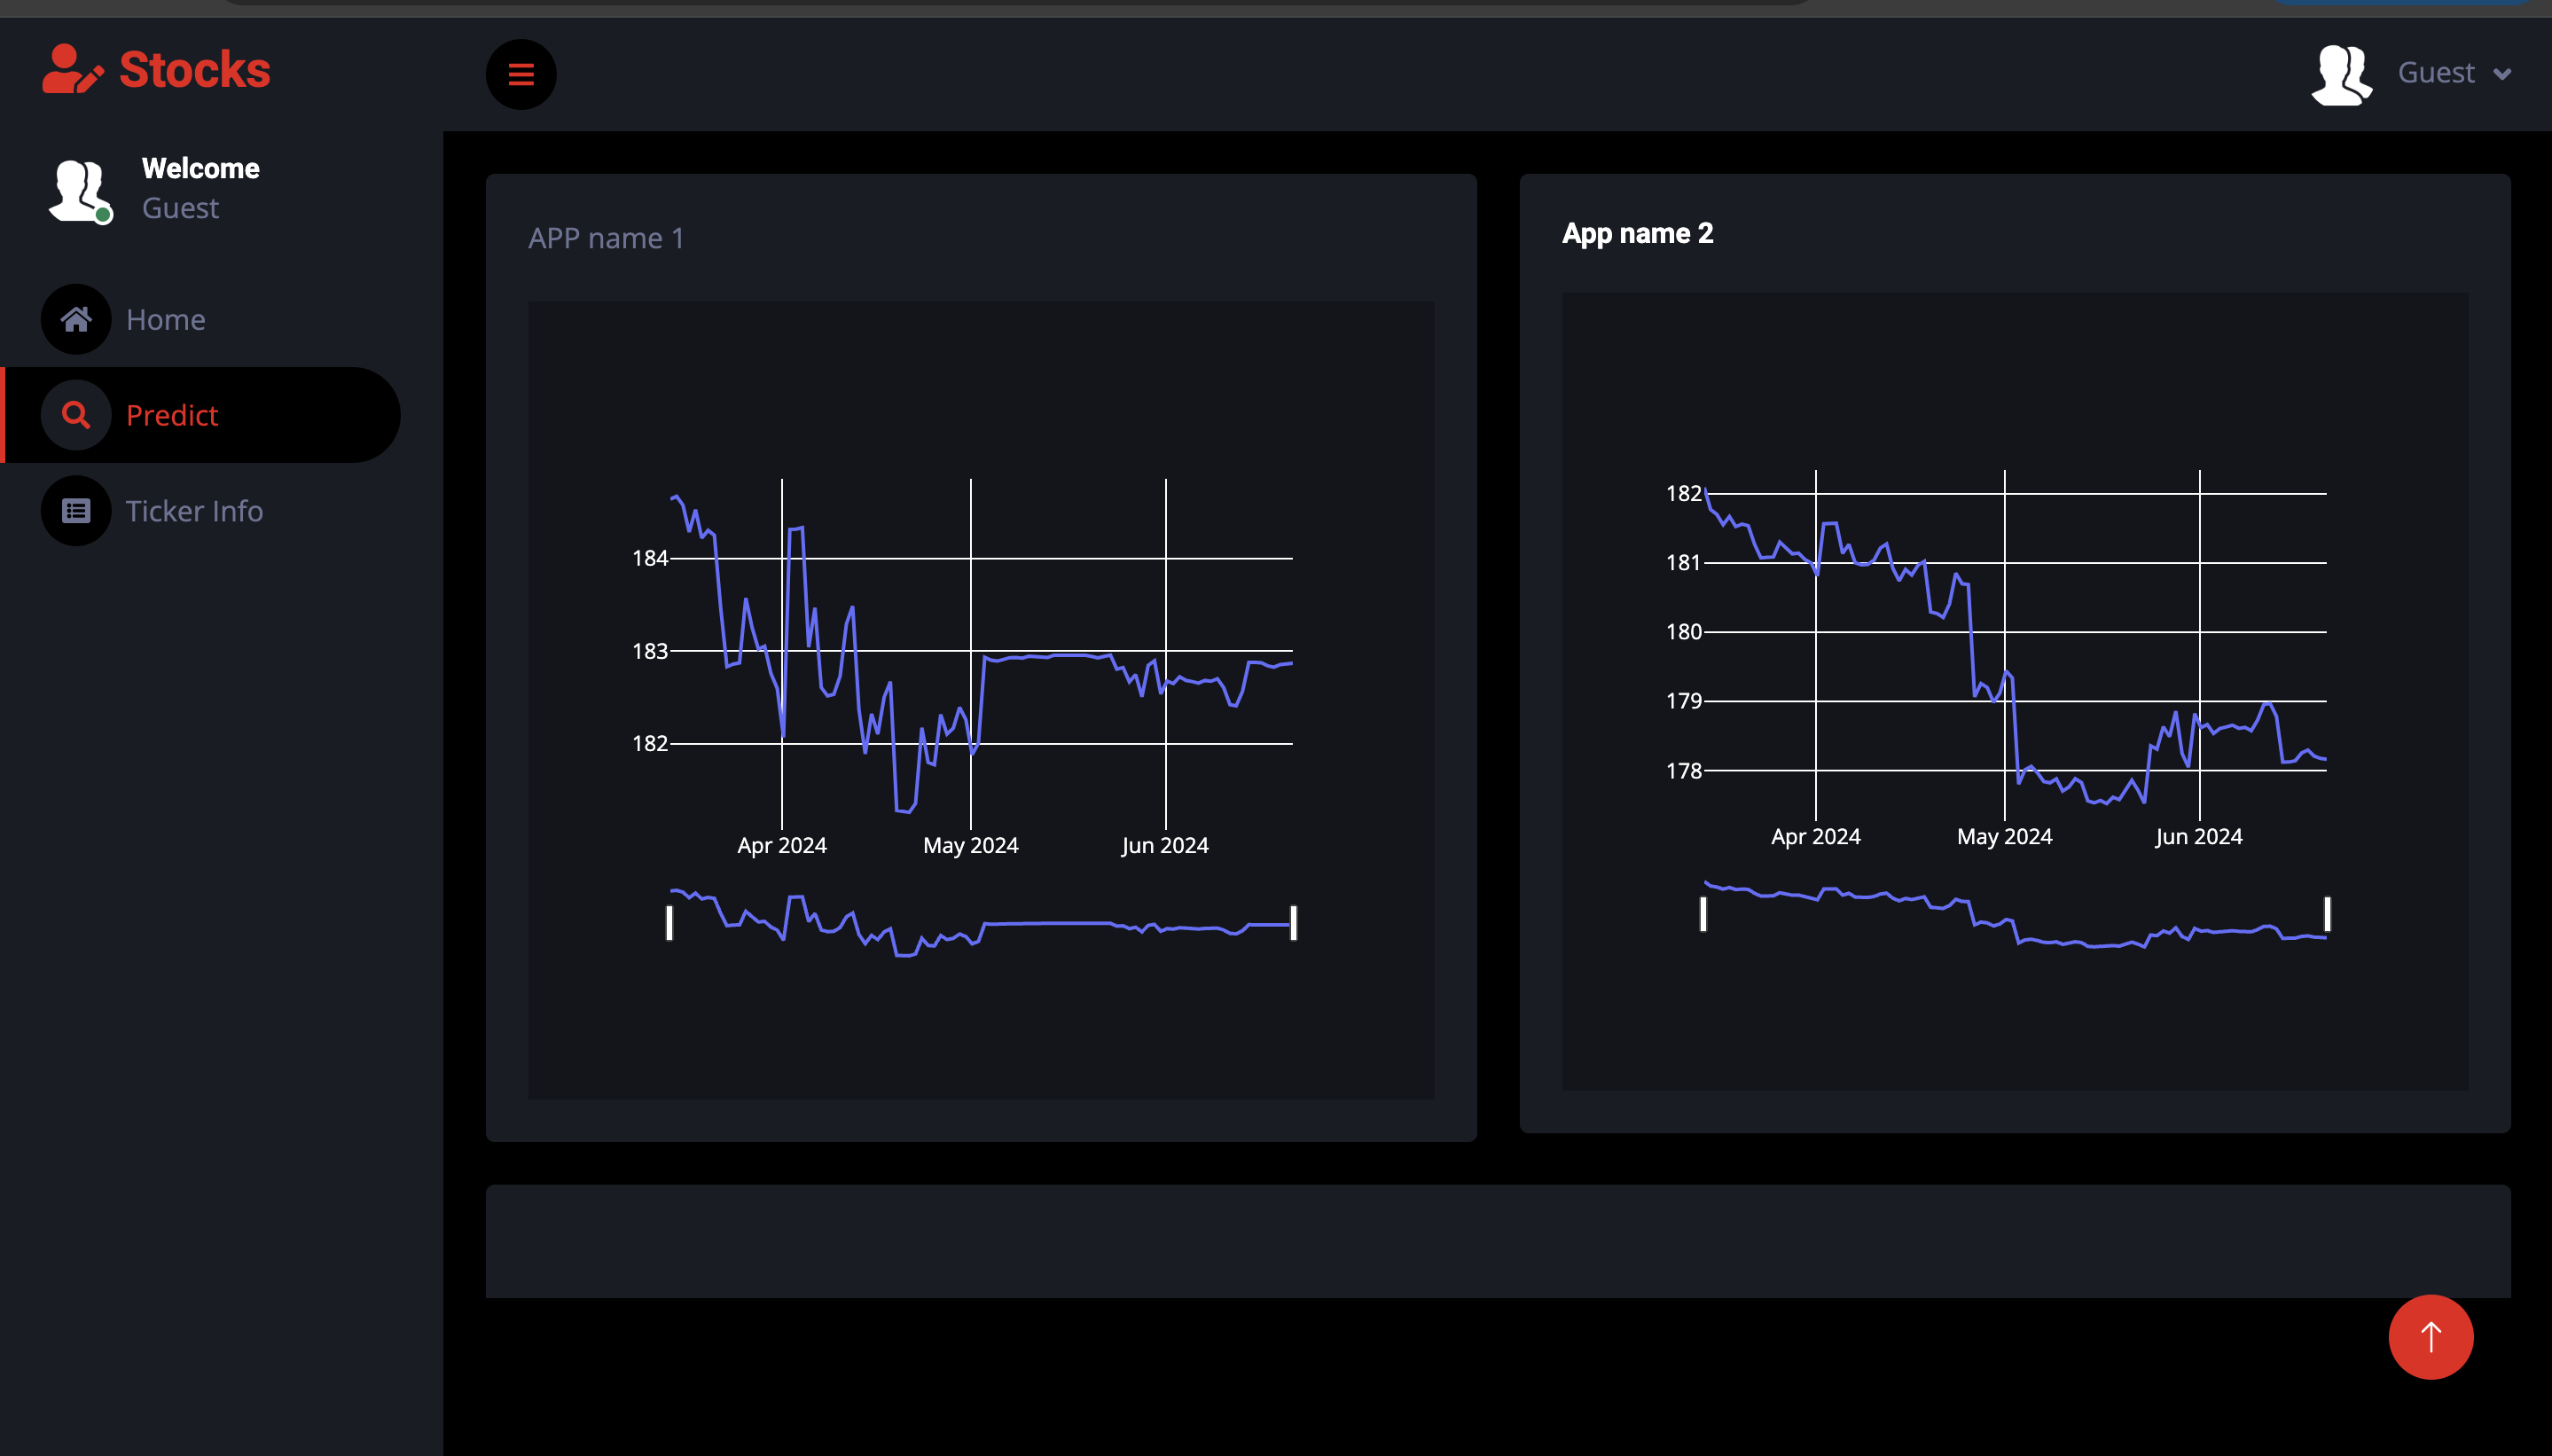 Stocks
Guest
Welcome
Guest
Home
Predict
Ticker Info
APP name 1
184
183
182
Apr 2024
May 2024
Jun 2024
App name 2
182
181
180
179
178
Apr 2024
May 2024
Jun 2024